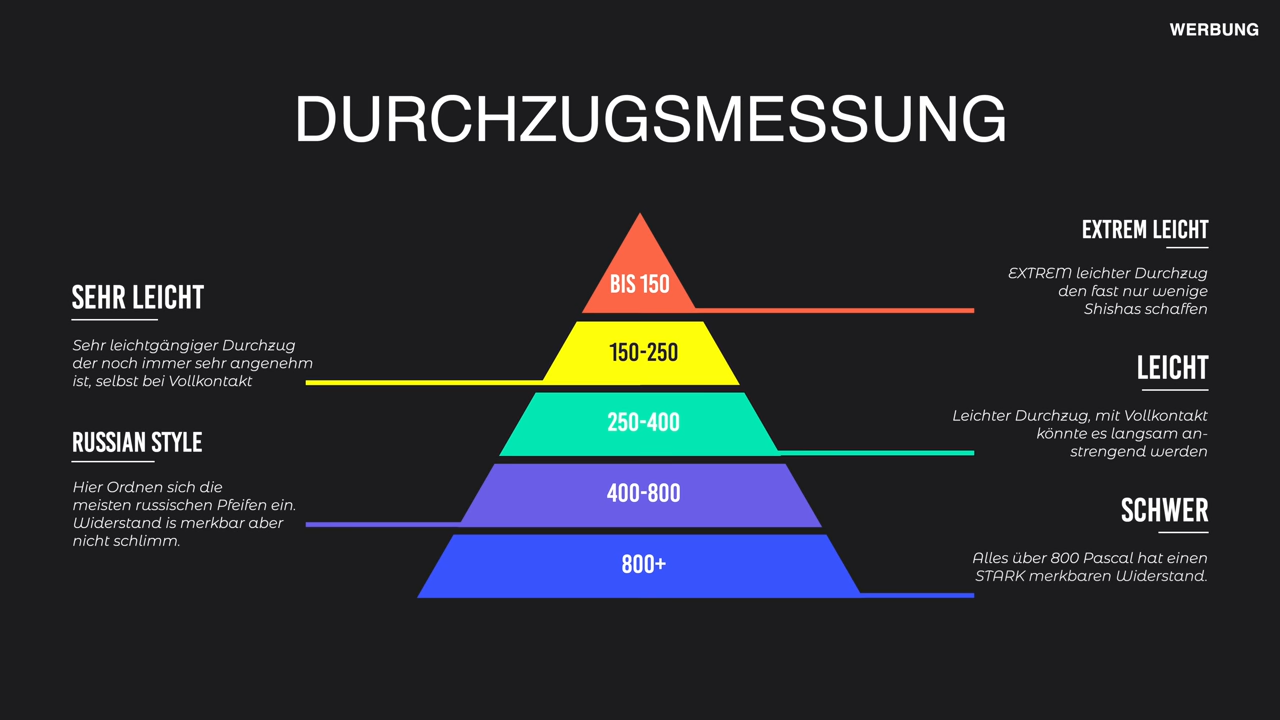 WERBUNG
DURCHZUGSMESSUNG
BIS 150
EXTREM LEICHT
EXTREM leichter Durchzug
den fast nur wenige
Shishas schaffen
SEHR LEICHT
Sehr leichtgängiger Durchzug
der noch immer sehr angenehm
ist, selbst bei Vollkontakt
150-250
250-400
LEICHT
Leichter Durchzug, mit Vollkontakt
könnte es langsam an-
strengend werden
RUSSIAN STYLE
Hier Ordnen sich die
meisten russischen Pfeifen ein.
Widerstand is merkbar aber
nicht schlimm.
400-800
800+
SCHWER
Alles über 800 Pascal hat einen
STARK merkbaren Widerstand.